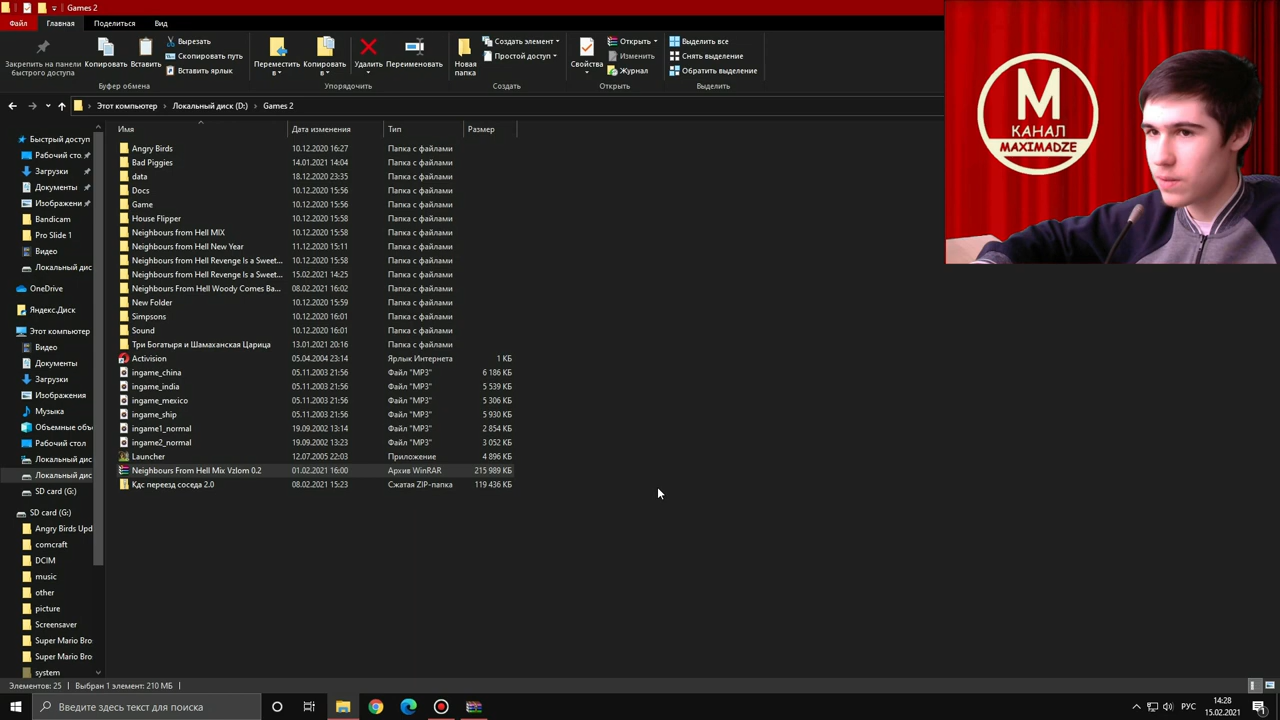 Games 2
Файл
Главная
Поделиться
Вид
Закрепить на панели быстрого доступа
Копировать
Вставить
Вырезать
Скопировать путь
Вставить ярлык
Буфер обмена
Переместить в
Копировать в
Удалить
Переименовать
Упорядочить
Новая папка
Создать элемент
Простой доступ
Создать
Свойства
Открыть
Изменить
Журнал
Открыть
Выделить все
Снять выделение
Обратить выделение
Выделить
М
КАНАЛ
MAXIMADZE
Этот компьютер > Локальный диск (D:) > Games 2
Имя Дата изменения Тип Размер
Angry Birds 10.12.2020 16:27 Папка с файлами
Bad Piggies 14.01.2021 14:04 Папка с файлами
data 18.12.2020 23:35 Папка с файлами
Docs 10.12.2020 15:56 Папка с файлами
Game 10.12.2020 15:56 Папка с файлами
House Flipper 10.12.2020 15:58 Папка с файлами
Neighbours from Hell MIX 10.12.2020 15:58 Папка с файлами
Neighbours from Hell New Year 11.12.2020 15:11 Папка с файлами
Neighbours from Hell Revenge Is a Sweet... 10.12.2020 15:58 Папка с файлами
Neighbours from Hell Revenge Is a Sweet... 15.02.2021 14:25 Папка с файлами
Neighbours From Hell Woody Comes Ba... 08.02.2021 16:02 Папка с файлами
New Folder 10.12.2020 15:59 Папка с файлами
Simpsons 10.12.2020 16:01 Папка с файлами
Sound 10.12.2020 16:01 Папка с файлами
Три Богатыря и Шамаханская Царица 13.01.2021 20:16 Папка с файлами
Activision 05.04.2004 23:14 Ярлык Интернета 1 КБ
ingame_china 05.11.2003 21:56 Файл "MP3" 6 186 КБ
ingame_india 05.11.2003 21:56 Файл "MP3" 5 539 КБ
ingame_mexico 05.11.2003 21:56 Файл "MP3" 5 306 КБ
ingame_ship 05.11.2003 21:56 Файл "MP3" 5 930 КБ
ingame1_normal 19.09.2002 13:14 Файл "MP3" 2 854 КБ
ingame2_normal 19.09.2002 13:23 Файл "MP3" 3 052 КБ
Launcher 12.07.2005 22:03 Приложение 4 896 КБ
Neighbours From Hell Mix Vzlom 0.2 01.02.2021 16:00 Архив WinRAR 215 989 КБ
Кдс переезд соседа 2.0 08.02.2021 15:23 Сжатая ZIP-папка 119 436 КБ
Быстрый доступ
Рабочий сто.
Загрузки
Документы
Изображени
Bandicam
Pro Slide 1
Видео
Локальный дис
OneDrive
Яндекс.Диск
Этот компьютер
Видео
Документы
Загрузки
Изображения
Музыка
Объемные объ
Рабочий стол
Локальный дис
Локальный дис
SD card (G:)
SD card (G:)
Angry Birds Upd
comcraft
DCIM
music
other
picture
Screensaver
Super Mario Bro
Super Mario Bro
system
Элементов: 25 Выбран 1 элемент: 210 МБ
Введите здесь текст для поиска
РУС
14:28
15.02.2021
1